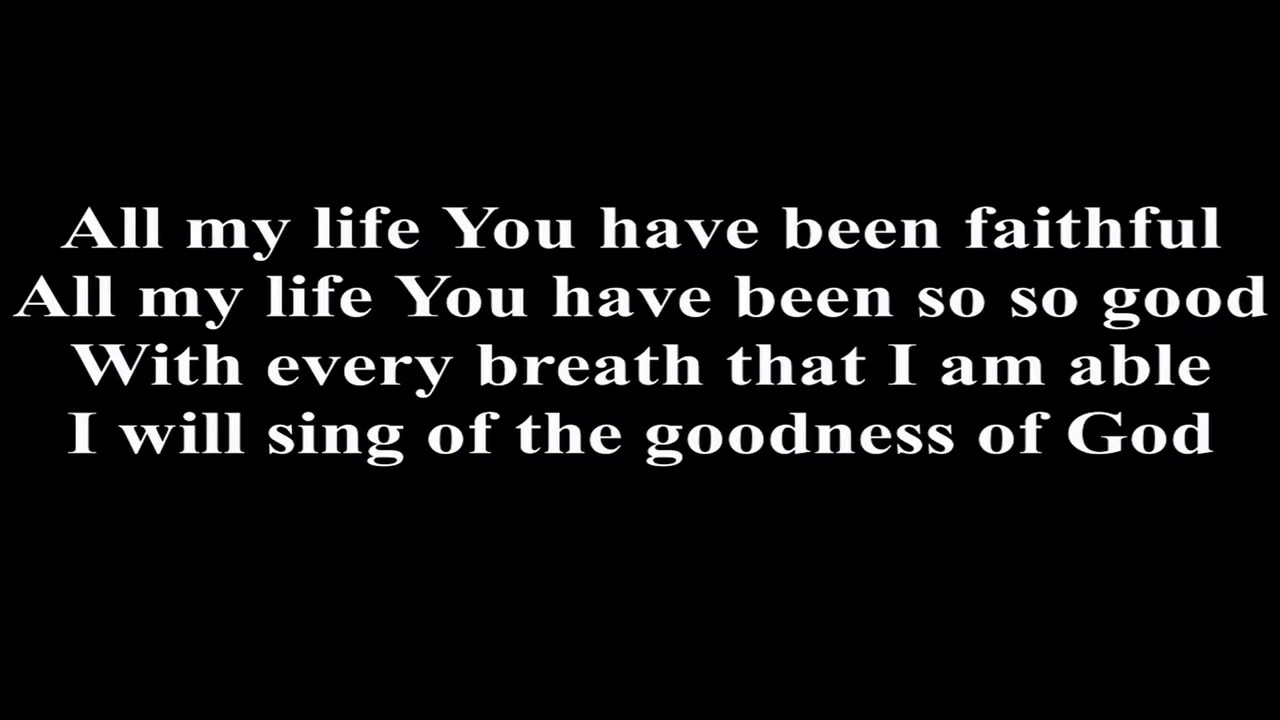 All my life You have been faithful
All my life You have been so so good
With every breath that I am able
I will sing of the goodness of God